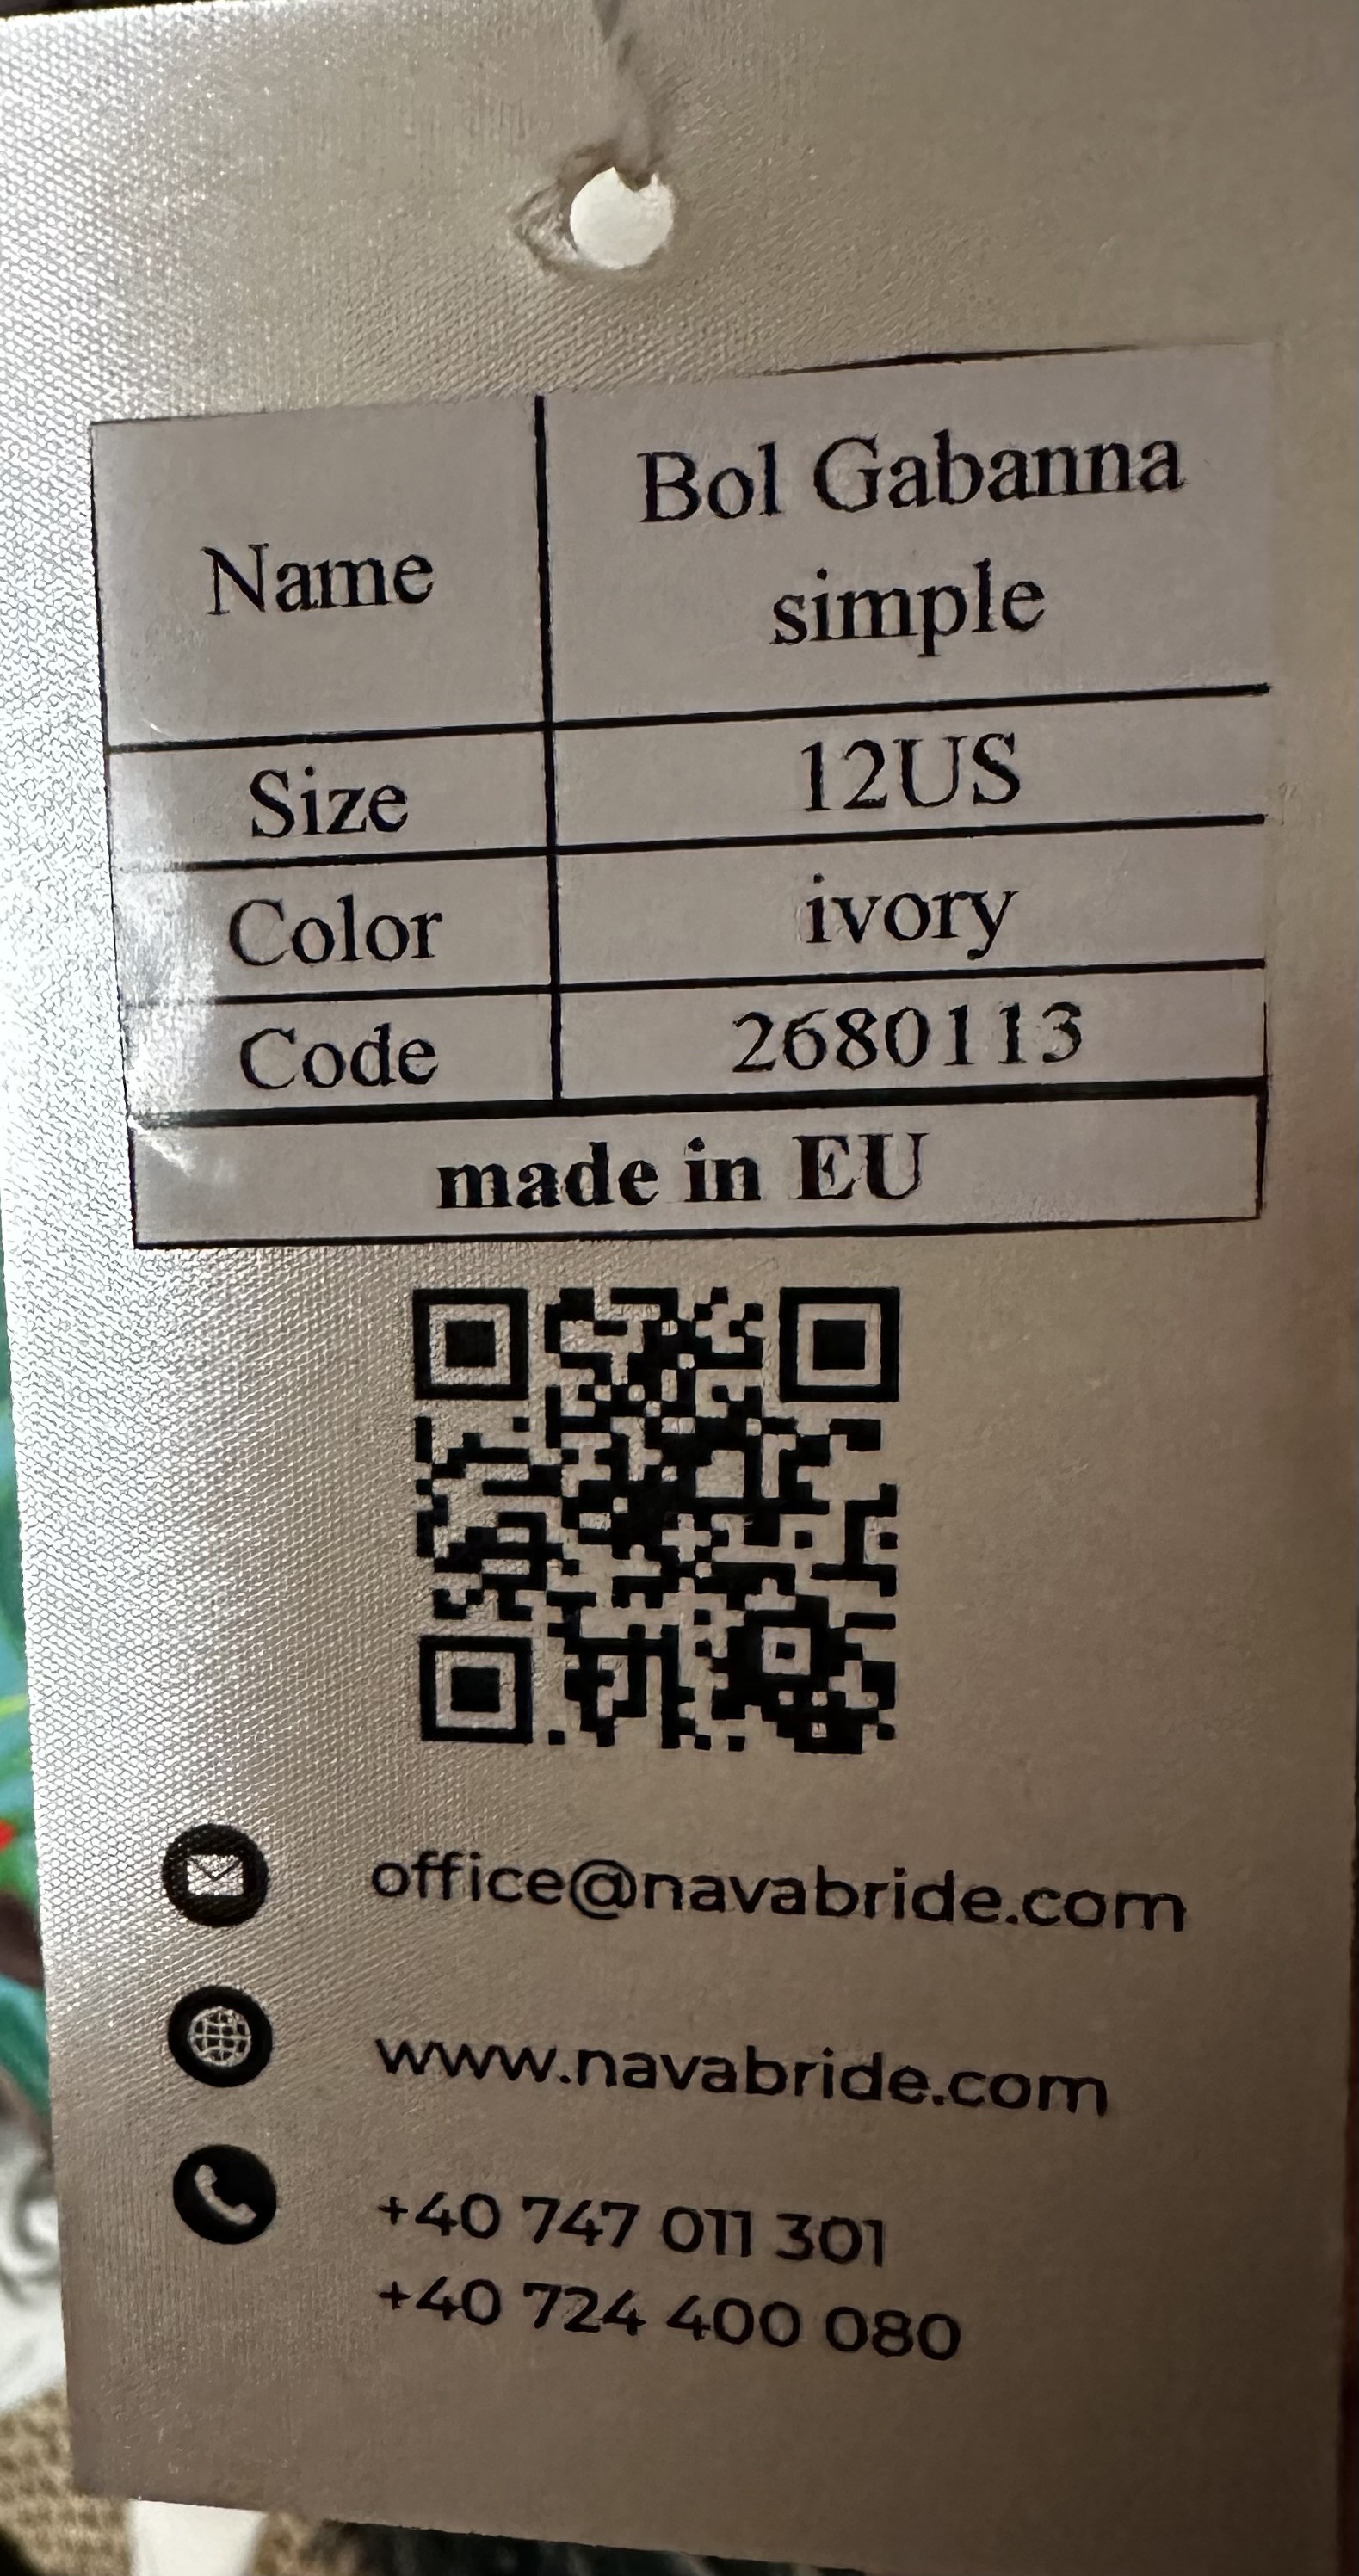 Name Bol Gabanna
simple
Size 12US
Color ivory
Code 2680113
made in EU
office@navabride.com
www.navabride.com
+40 747 011 301
+40 724 400 080